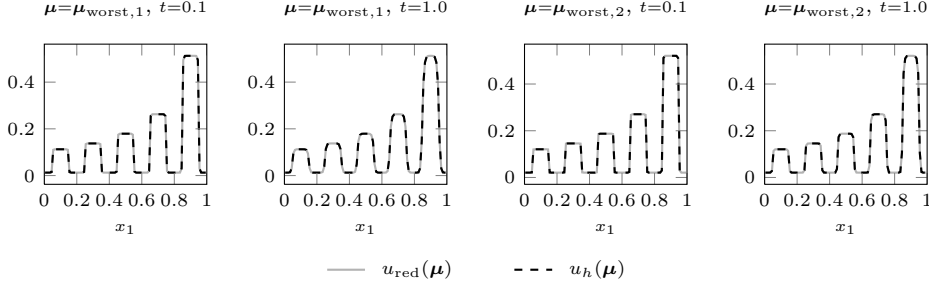 μ=μworst,1, t=0.1 μ=μworst,1, t=1.0 μ=μworst,2, t=0.1 μ=μworst,2, t=1.0
0.4 0.4 0.4 0.4
0.2 0.2 0.2 0.2
0 0 0 0
0 0.2 0.4 0.6 0.8 1 0 0.2 0.4 0.6 0.8 1 0 0.2 0.4 0.6 0.8 1 0 0.2 0.4 0.6 0.8 1
x1 x1 x1 x1
ured(μ) uh(μ)